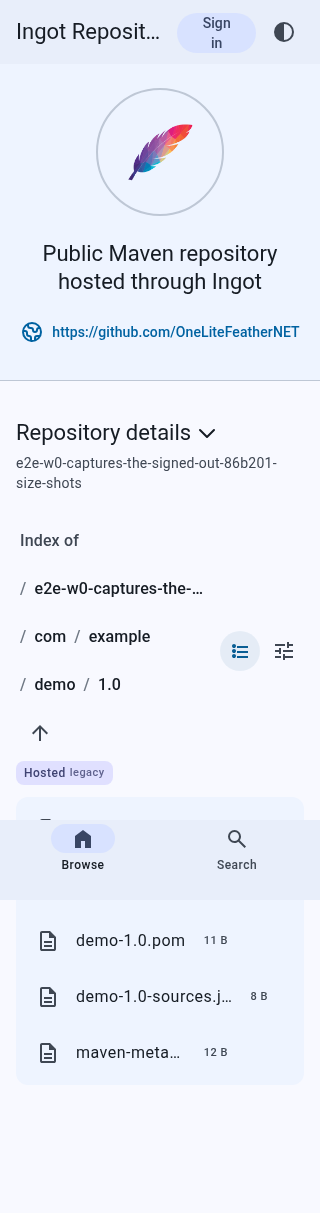 Ingot Reposit…
Sign
in
Public Maven repository
hosted through Ingot
https://github.com/OneLiteFeatherNET
Repository details
e2e-w0-captures-the-signed-out-86b201-
size-shots
Index of
/ e2e-w0-captures-the-…
/ com / example
/ demo / 1.0
Hosted legacy
Browse
Search
demo-1.0.pom 11 B
demo-1.0-sources.j… 8 B
maven-meta… 12 B